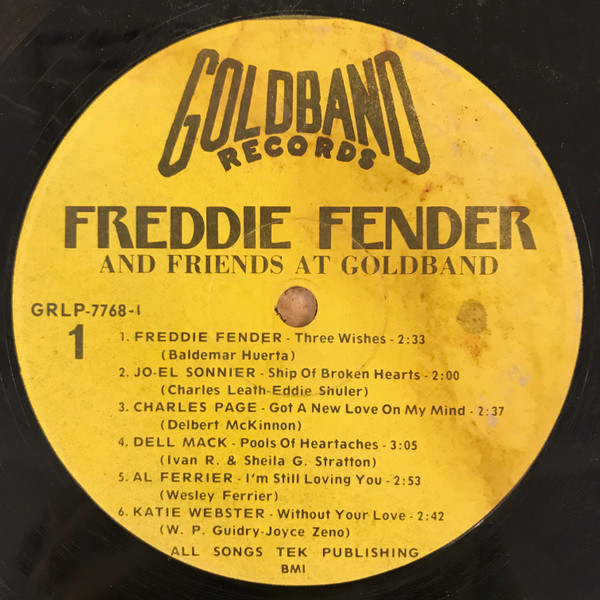 GOLDBAND
RECORDS
FREDDIE FENDER
AND FRIENDS AT GOLDBAND
GRLP-7768-1
1
1. FREDDIE FENDER - Three Wishes - 2:33
(Baldemar Huerta)
2. JO-EL SONNIER - Ship Of Broken Hearts - 2:00
(Charles Leath-Eddie Shuler)
3. CHARLES PAGE - Got A New Love On My Mind - 2:37
(Delbert McKinnon)
4. DELL MACK - Pools Of Heartaches - 3:05
(Ivan R. & Sheila G. Stratton)
5. AL FERRIER - I'm Still Loving You - 2:53
(Wesley Ferrier)
6. KATIE WEBSTER - Without Your Love - 2:42
(W. P. Guidry-Joyce Zeno)
ALL SONGS TEK PUBLISHING
BMI